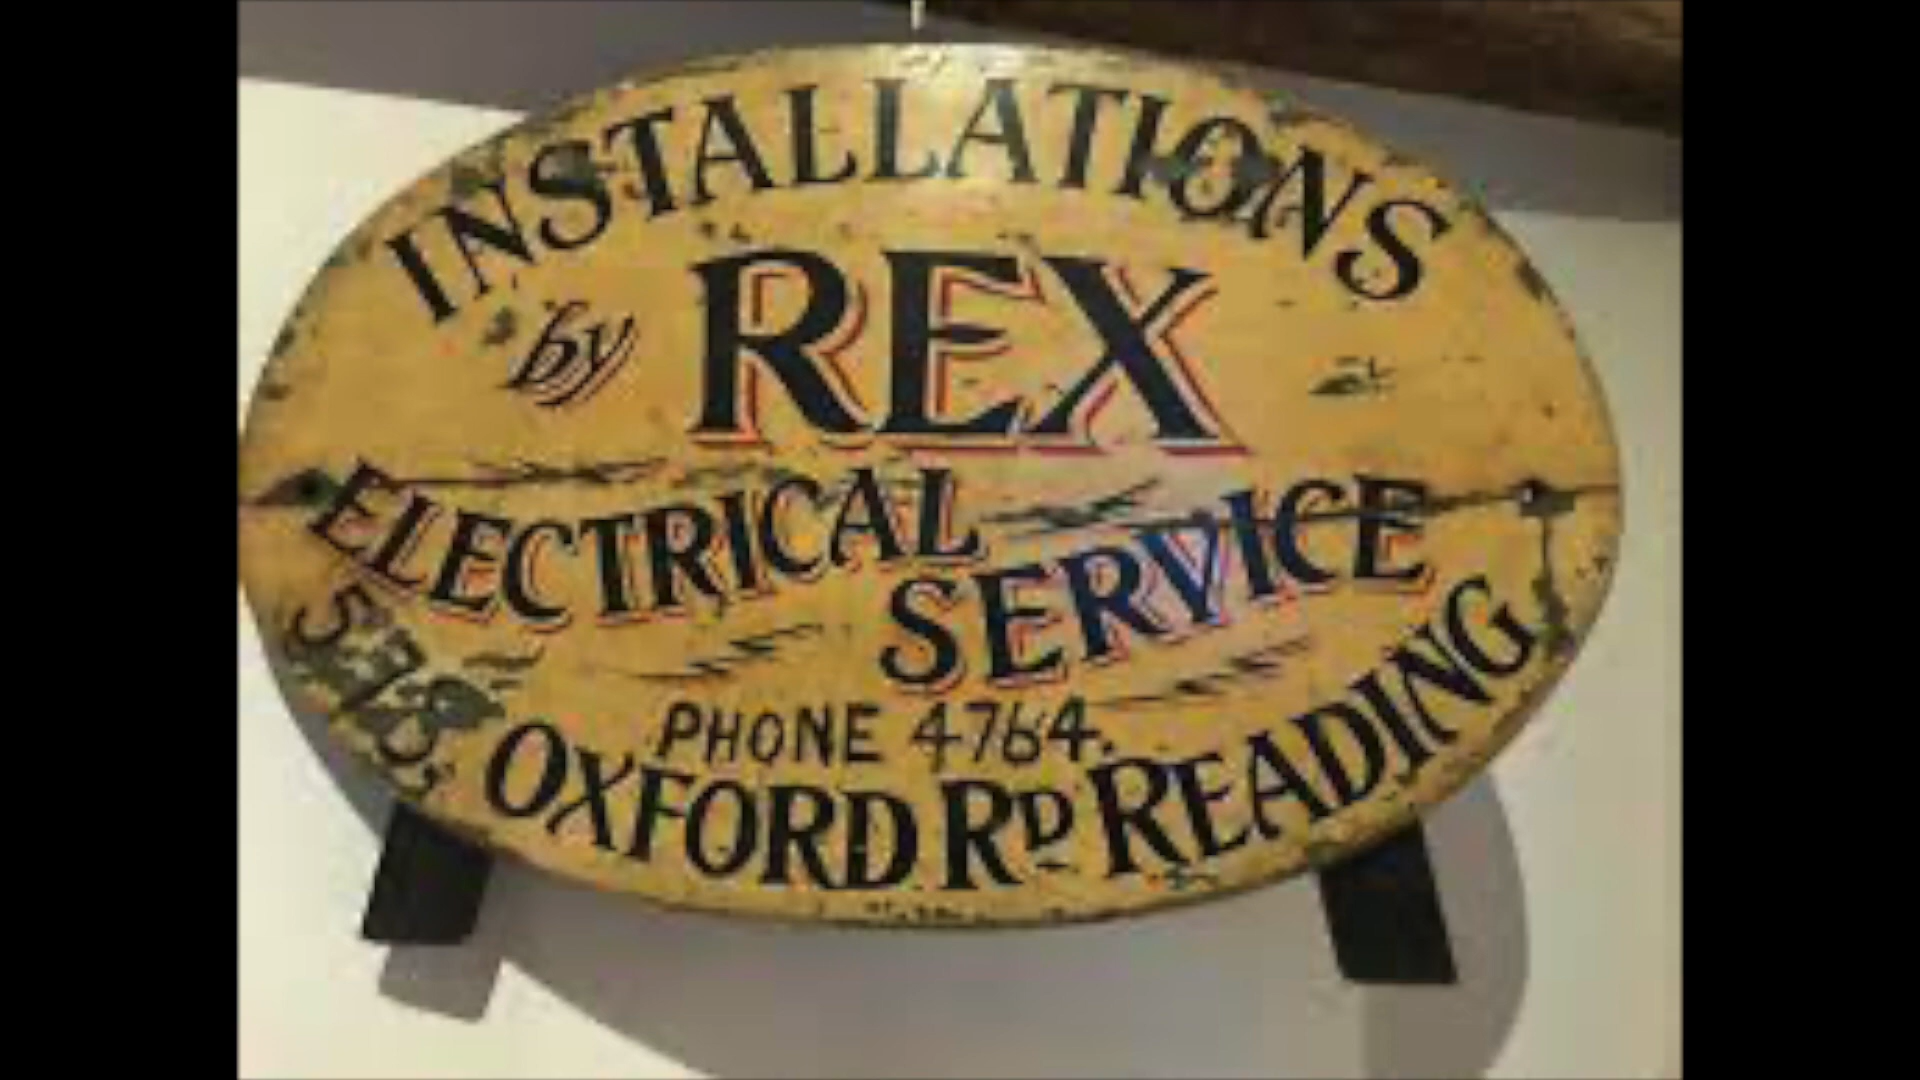 INSTALLATIONS
by REX
ELECTRICAL
SERVICE
PHONE 4764.
578, OXFORD RD READING